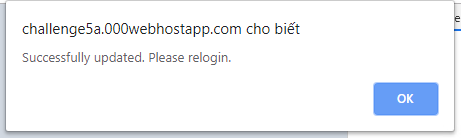 challenge5a.000webhostapp.com cho biết
Successfully updated. Please relogin.
OK